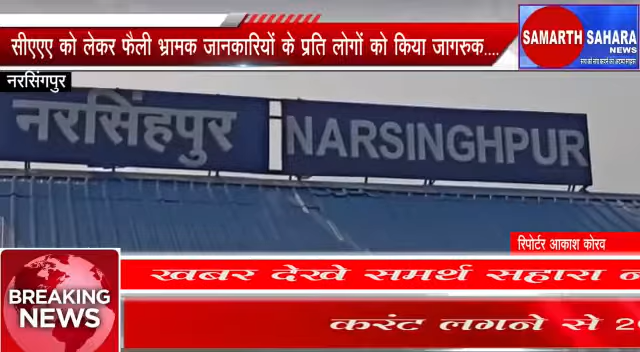 सीएए को लेकर फैली भ्रामक जानकारियों के प्रति लोगों को किया जागरुक....
SAMARTH SAHARA
NEWS
नरसिंगपुर
नरसिंहपुर NARSINGHPUR
रिपोर्टर आकाश कोरव
BREAKING
NEWS
खबर देखे समर्थ सहारा
करंट लगने से